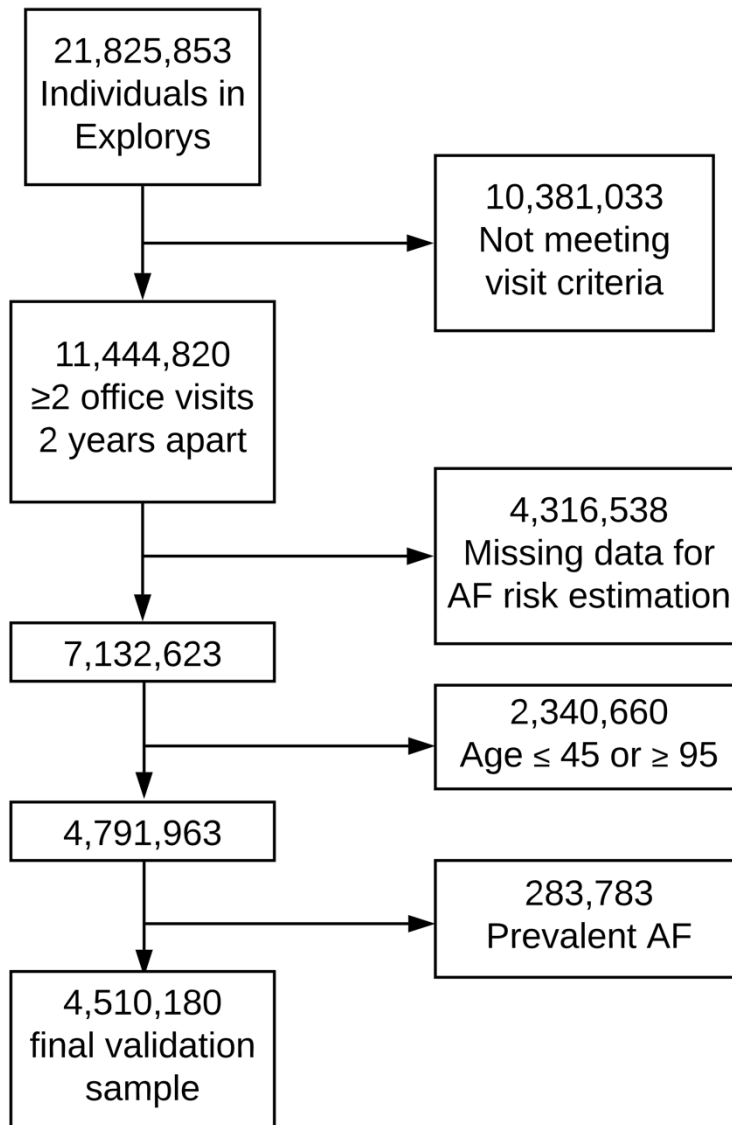 21,825,853
Individuals in
Explorys
10,381,033
Not meeting
visit criteria
11,444,820
≥2 office visits
2 years apart
4,316,538
Missing data for
AF risk estimation
7,132,623
2,340,660
Age ≤ 45 or ≥ 95
4,791,963
283,783
Prevalent AF
4,510,180
final validation
sample